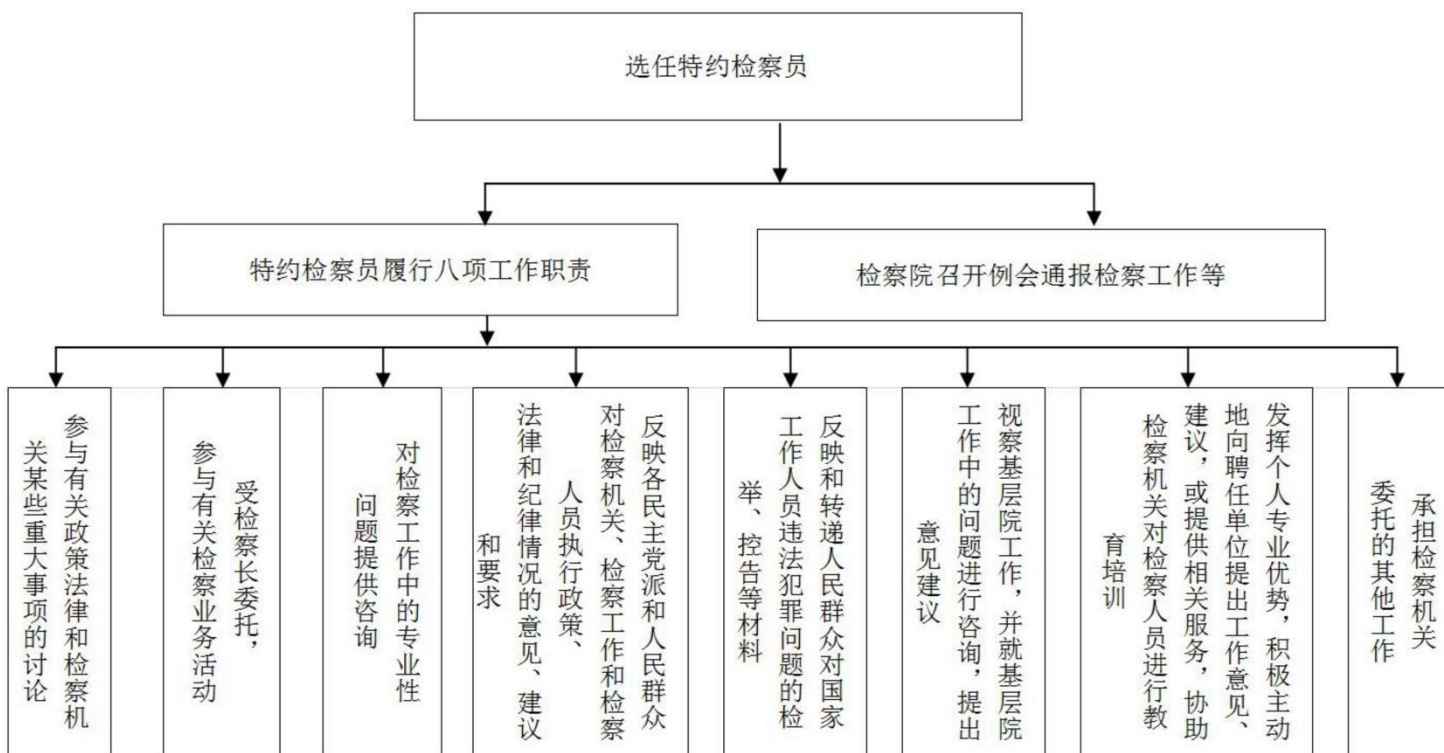 选任特约检察员
特约检察员履行八项工作职责
检察院召开例会通报检察工作等
参与有关政策法律和检察机
关某些重大事项的讨论
受检察长委托，
参与有关检察业务活动
对检察工作中的专业性
问题提供咨询
反映各民主党派和人民群众
对检察机关、检察工作和检察
人员执行政策、
法律和纪律情况的意见、建议
和要求
反映和转递人民群众对国家
工作人员违法犯罪问题的检
举、控告等材料
视察基层院工作，并就基层院
工作中的问题进行咨询，提出
意见建议
发挥个人专业优势，积极主动
地向聘任单位提出工作意见、
建议，或提供相关服务，协助
检察机关对检察人员进行教
育培训
承担检察机关
委托的其他工作